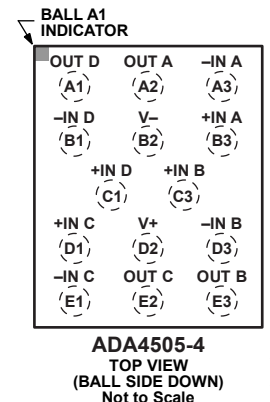 BALL A1
INDICATOR
OUT D OUT A –IN A
A1 A2 A3
–IN D V– +IN A
B1 B2 B3
+IN D +IN B
C1 C3
+IN C V+ –IN B
D1 D2 D3
–IN C OUT C OUT B
E1 E2 E3
ADA4505-4
TOP VIEW
(BALL SIDE DOWN)
Not to Scale